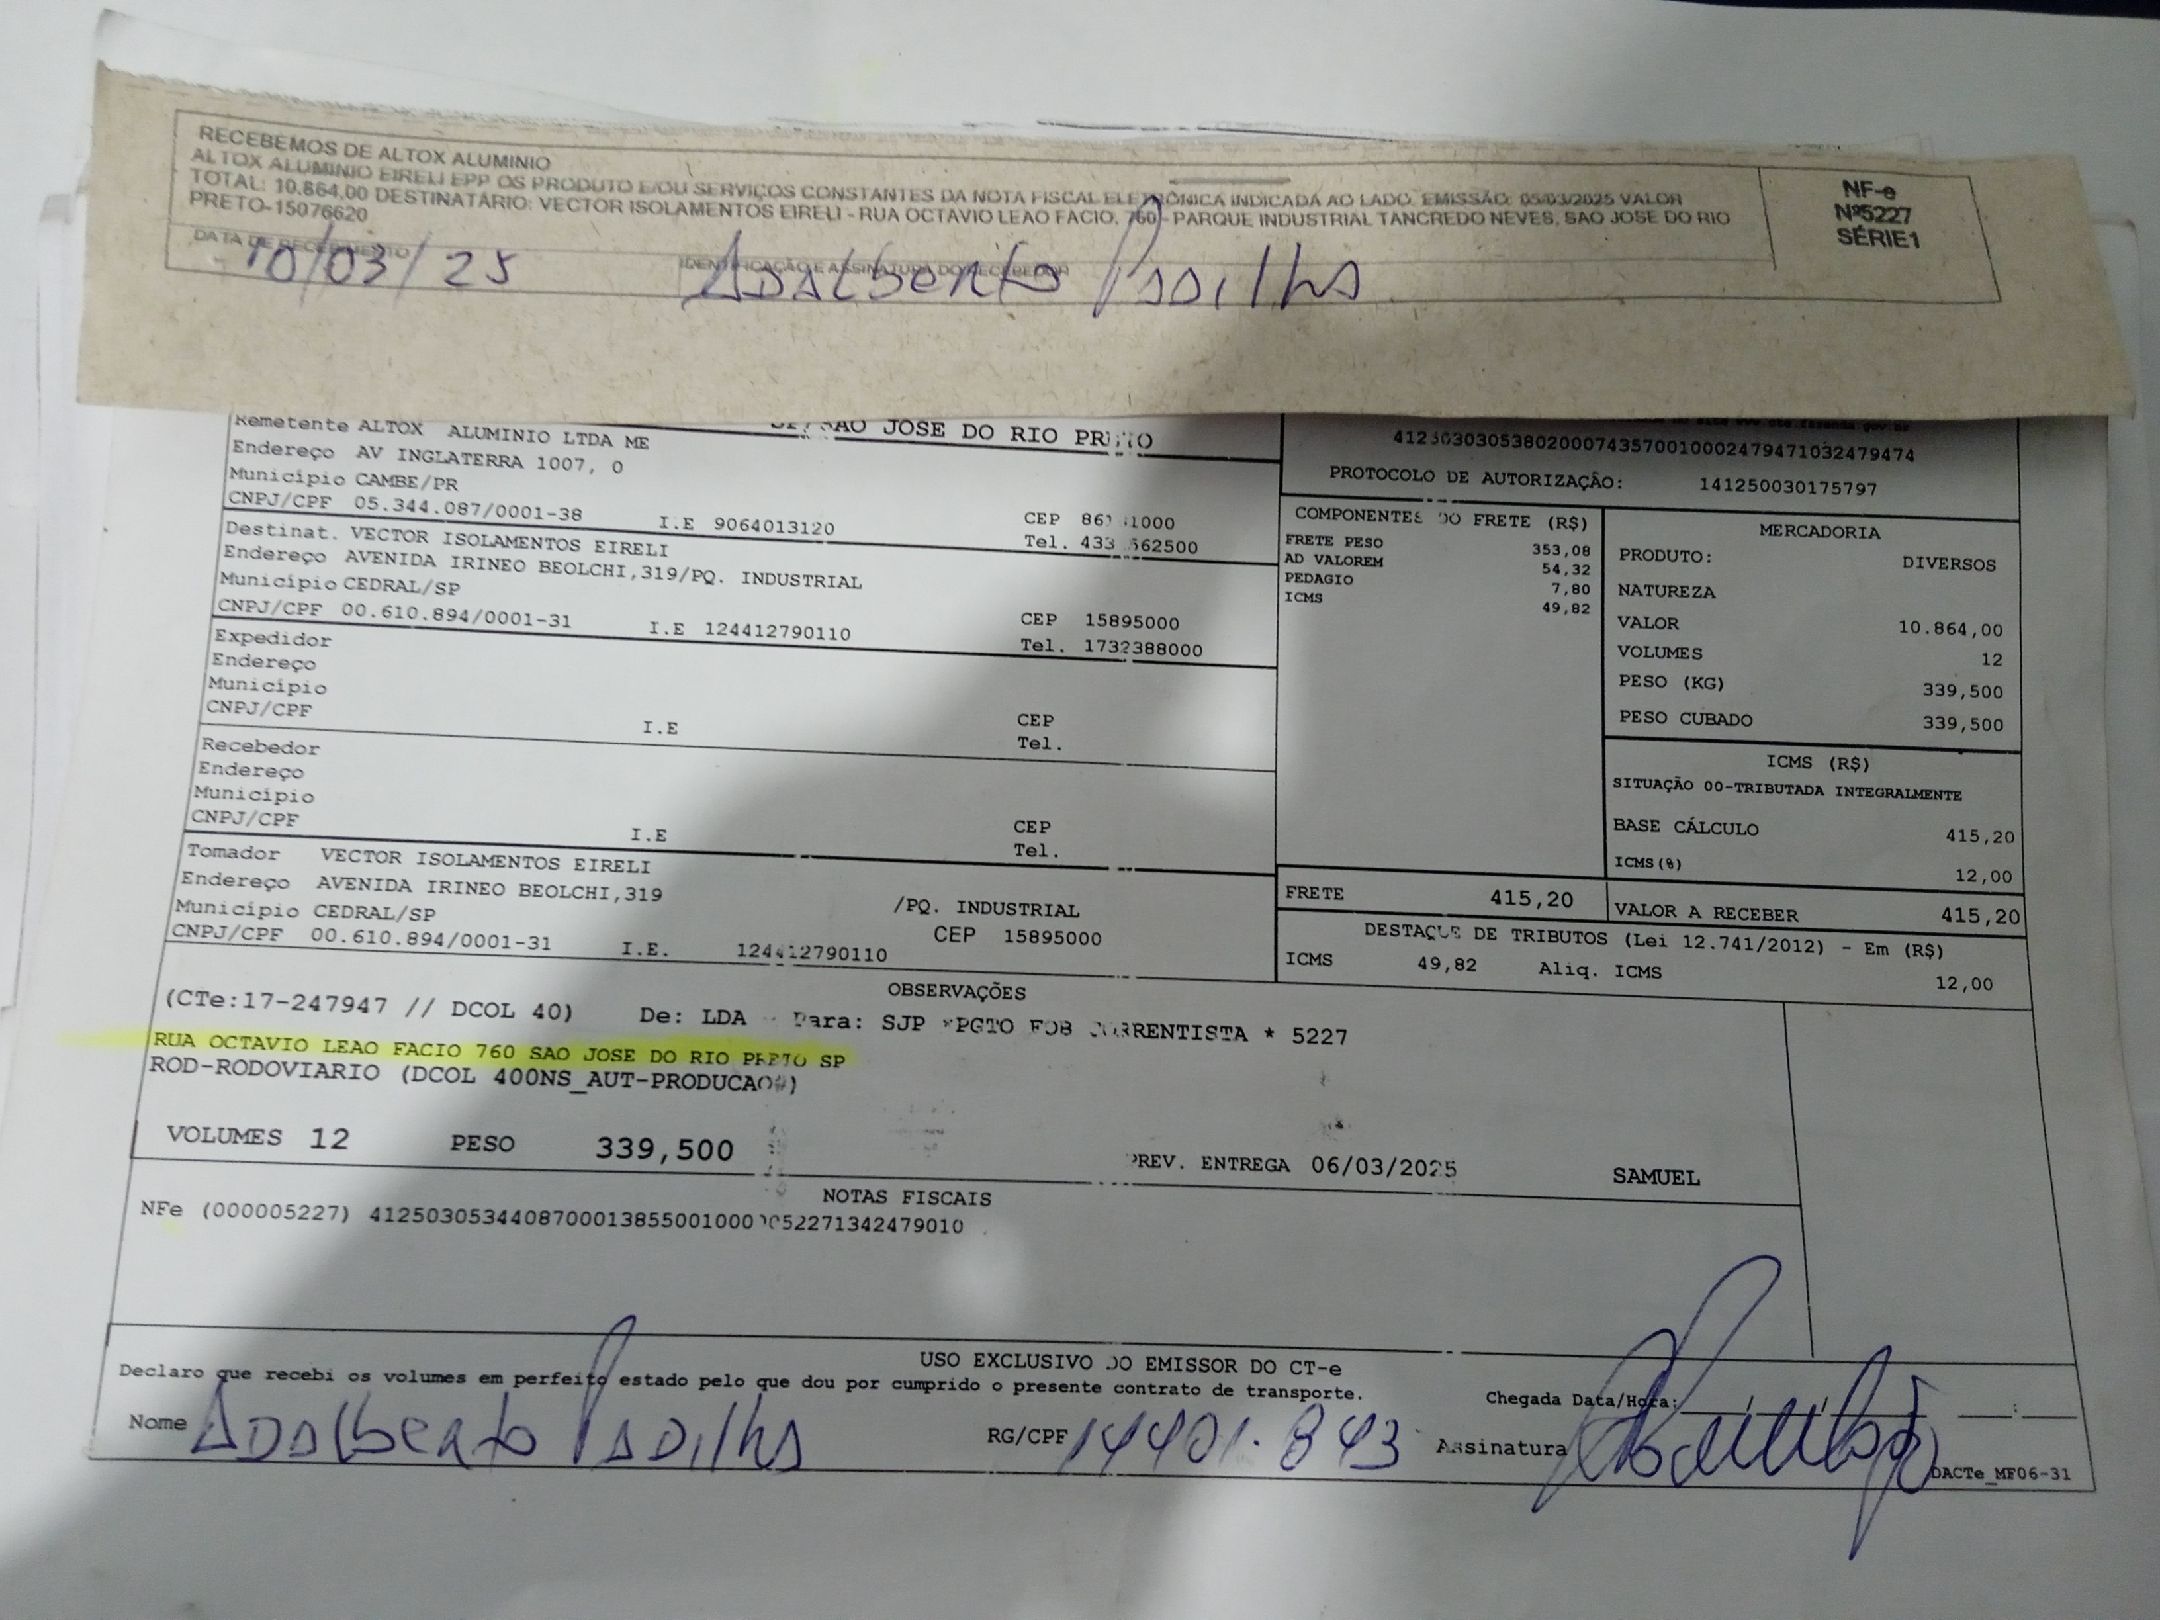 RECEBEMOS DE ALTOX ALUMINIO
ALTOX ALUMINIO EIRELI EPP OS PRODUTO E/OU SERVIÇOS CONSTANTES DA NOTA FISCAL ELETRÔNICA INDICADA AO LADO. EMISSÃO: 05/03/2025 VALOR
TOTAL: 10.864,00 DESTINATÁRIO: VECTOR ISOLAMENTOS EIRELI - RUA OCTAVIO LEAO FACIO, 760 - PARQUE INDUSTRIAL TANCREDO NEVES, SAO JOSE DO RIO
PRETO-15076620
NF-e
Nº5227
SÉRIE1
DATA DE RECEBIMENTO
IDENTIFICAÇÃO E ASSINATURA DO RECEBEDOR
10/03/25 Adalberto Padilha
SAO JOSE DO RIO PRETO
Remetente ALTOX ALUMINIO LTDA ME
Endereço AV INGLATERRA 1007, 0
Município CAMBE/PR
CNPJ/CPF 05.344.087/0001-38 I.E 9064013120 CEP
Tel.
Destinat. VECTOR ISOLAMENTOS EIRELI
Endereço AVENIDA IRINEO BEOLCHI,319/PQ. INDUSTRIAL
Município CEDRAL/SP
CNPJ/CPF 00.610.894/0001-31 I.E 124412790110 CEP 15895000
Tel. 1732388000
Expedidor
Endereço
Município
CNPJ/CPF I.E CEP
Tel.
Recebedor
Endereço
Município
CNPJ/CPF I.E CEP
Tel.
Tomador VECTOR ISOLAMENTOS EIRELI
Endereço AVENIDA IRINEO BEOLCHI,319 /PQ. INDUSTRIAL
Município CEDRAL/SP CEP 15895000
CNPJ/CPF 00.610.894/0001-31 I.E. 124412790110
41250303053802000743570010002479471032479474
PROTOCOLO DE AUTORIZAÇÂO: 141250030175797
COMPONENTES DO FRETE (R$)
FRETE PESO 353,08
AD VALOREM 54,32
PEDAGIO 7,80
ICMS 49,82
MERCADORIA
PRODUTO: DIVERSOS
NATUREZA
VALOR 10.864,00
VOLUMES 12
PESO (KG) 339,500
PESO CUBADO 339,500
ICMS (R$)
SITUAÇÃO 00-TRIBUTADA INTEGRALMENTE
BASE CÁLCULO 415,20
ICMS(%) 12,00
FRETE 415,20 VALOR A RECEBER 415,20
DESTAQUE DE TRIBUTOS (Lei 12.741/2012) - Em (R$)
ICMS 49,82 Aliq. ICMS 12,00
OBSERVAÇÕES
(CTe:17-247947 // DCOL 40) De: LDA - Para: SJP *PGTO FOB CORRENTISTA * 5227
RUA OCTAVIO LEAO FACIO 760 SAO JOSE DO RIO PRETO SP
ROD-RODOVIARIO (DCOL 400NS_AUT-PRODUCAO#)
VOLUMES 12 PESO 339,500 PREV. ENTREGA 06/03/2025 SAMUEL
NOTAS FISCAIS
NFe (000005227) 41250305344087000138550010000052271342479010
USO EXCLUSIVO DO EMISSOR DO CT-e
Declaro que recebi os volumes em perfeito estado pelo que dou por cumprido o presente contrato de transporte.
Chegada Data/Hora: / / :
Nome Adalberto Padilha RG/CPF 14401.843 Assinatura
DACTe_MF06-31